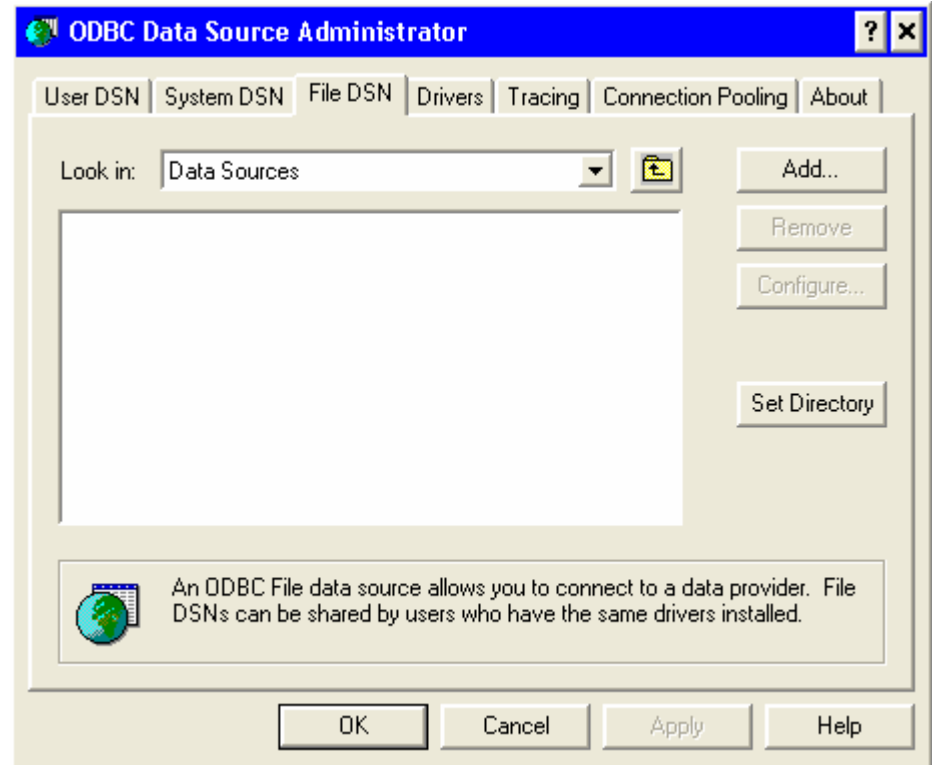 ODBC Data Source Administrator
User DSN System DSN File DSN Drivers Tracing Connection Pooling About
Look in: Data Sources Add...
Remove
Configure...
Set Directory
An ODBC File data source allows you to connect to a data provider. File
DSNs can be shared by users who have the same drivers installed.
OK Cancel Apply Help